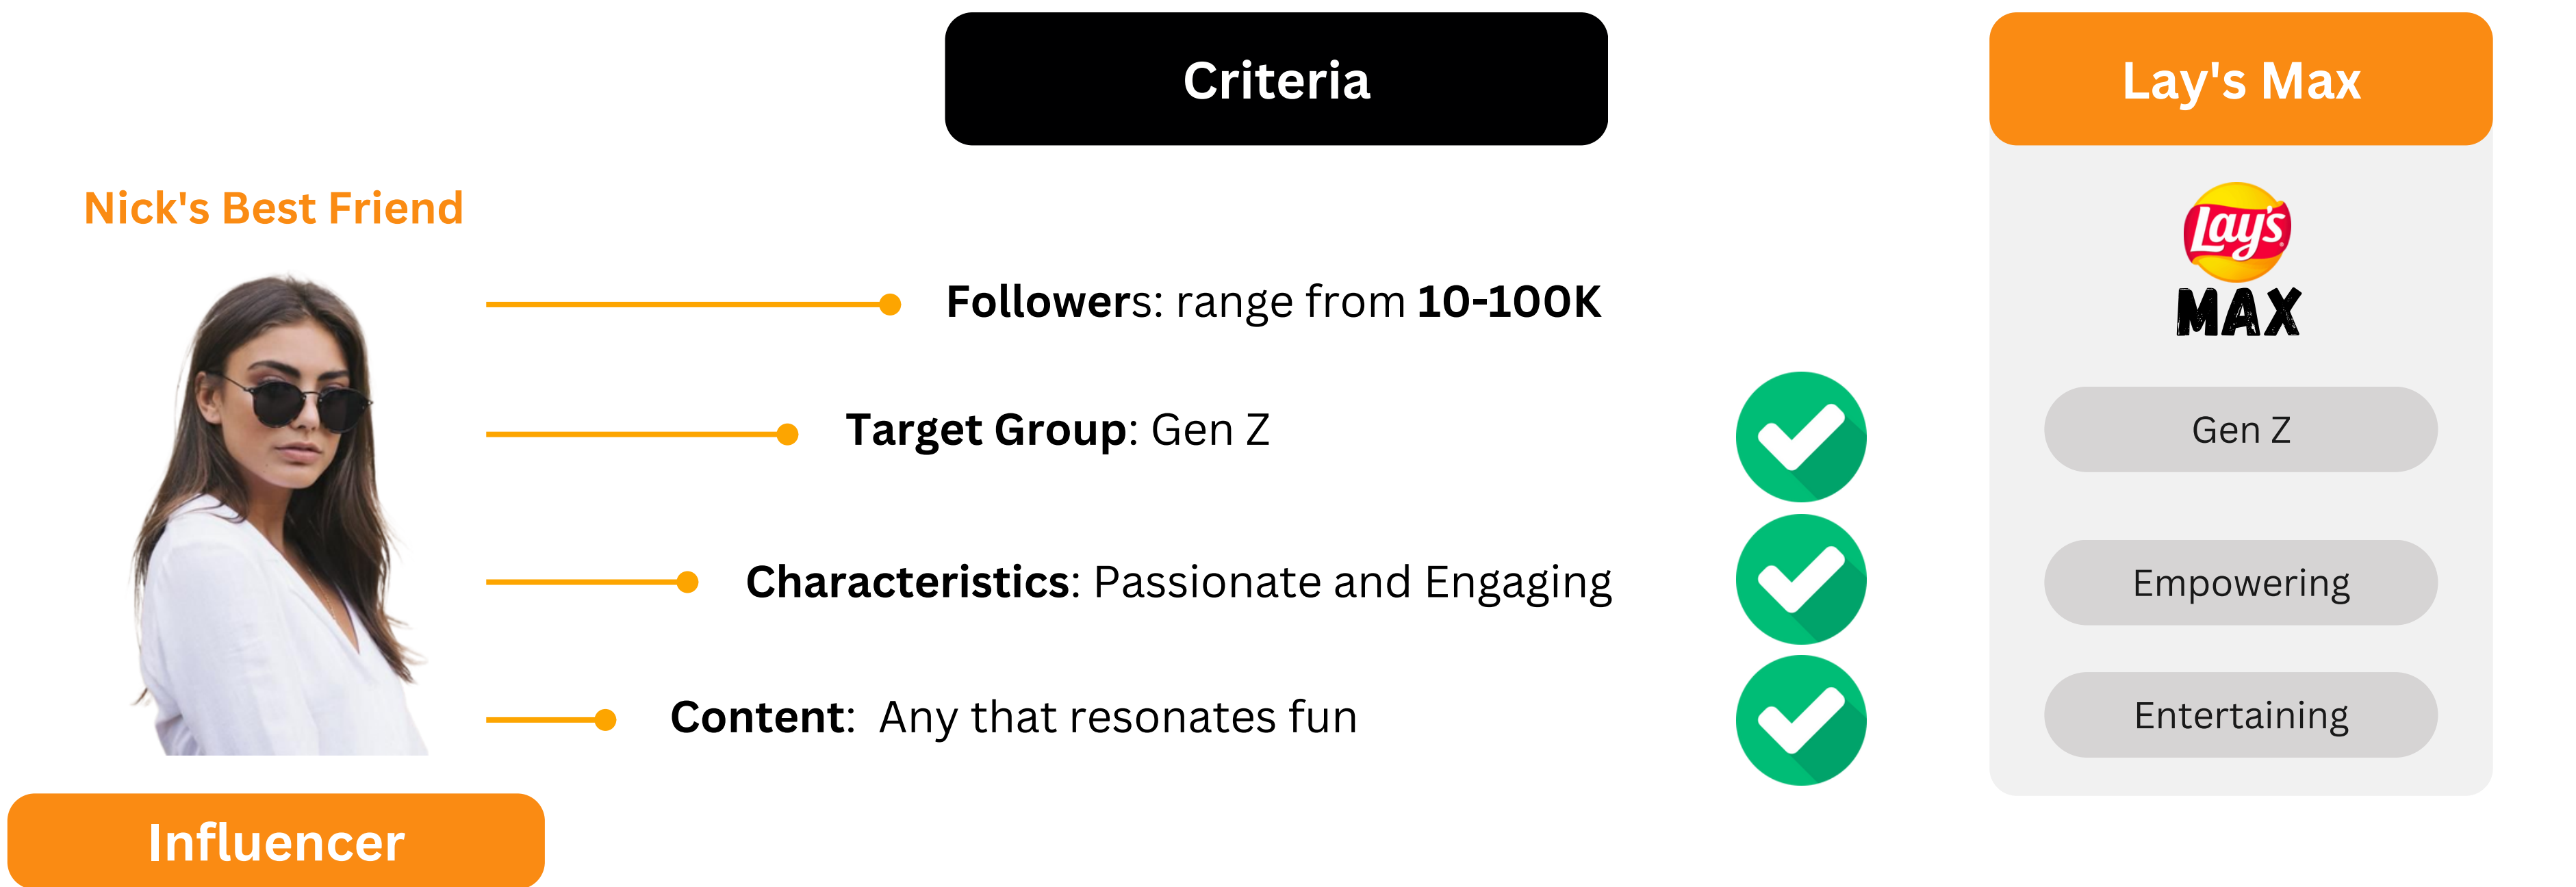 Criteria
Lay's Max
Nick's Best Friend
Lay's
MAX
Followers: range from 10-100K
Target Group: Gen Z
Gen Z
Characteristics: Passionate and Engaging
Empowering
Content: Any that resonates fun
Entertaining
Influencer